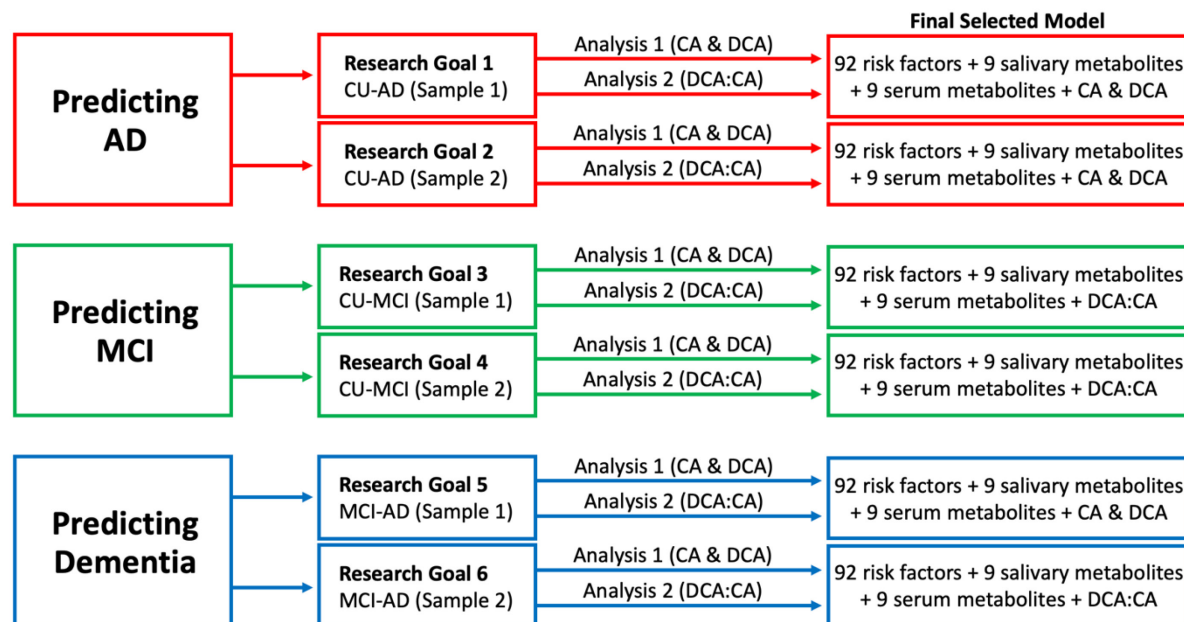 Final Selected Model
Predicting
AD
Research Goal 1
CU-AD (Sample 1)
Analysis 1 (CA & DCA)
Analysis 2 (DCA:CA)
92 risk factors + 9 salivary metabolites
+ 9 serum metabolites + CA & DCA
Research Goal 2
CU-AD (Sample 2)
Analysis 1 (CA & DCA)
Analysis 2 (DCA:CA)
92 risk factors + 9 salivary metabolites
+ 9 serum metabolites + CA & DCA
Predicting
MCI
Research Goal 3
CU-MCI (Sample 1)
Analysis 1 (CA & DCA)
Analysis 2 (DCA:CA)
92 risk factors + 9 salivary metabolites
+ 9 serum metabolites + DCA:CA
Research Goal 4
CU-MCI (Sample 2)
Analysis 1 (CA & DCA)
Analysis 2 (DCA:CA)
92 risk factors + 9 salivary metabolites
+ 9 serum metabolites + DCA:CA
Predicting
Dementia
Research Goal 5
MCI-AD (Sample 1)
Analysis 1 (CA & DCA)
Analysis 2 (DCA:CA)
92 risk factors + 9 salivary metabolites
+ 9 serum metabolites + CA & DCA
Research Goal 6
MCI-AD (Sample 2)
Analysis 1 (CA & DCA)
Analysis 2 (DCA:CA)
92 risk factors + 9 salivary metabolites
+ 9 serum metabolites + DCA:CA